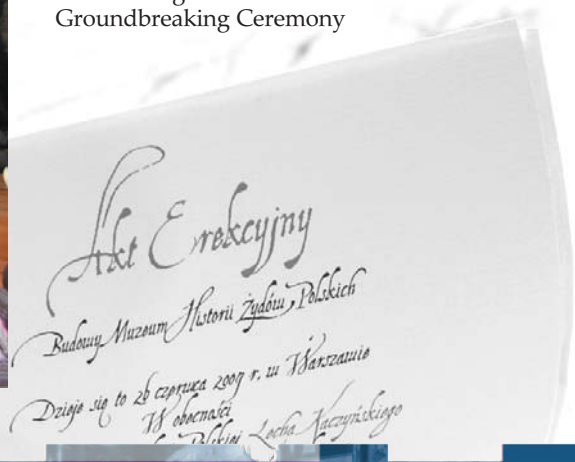 Groundbreaking Ceremony
Akt Erekcyjny
Budowy Muzeum Historii Żydów Polskich
Dzieje się to 26 czerwca 2007 r. w Warszawie
W obecności
Polskiej Lecha Kaczyńskiego